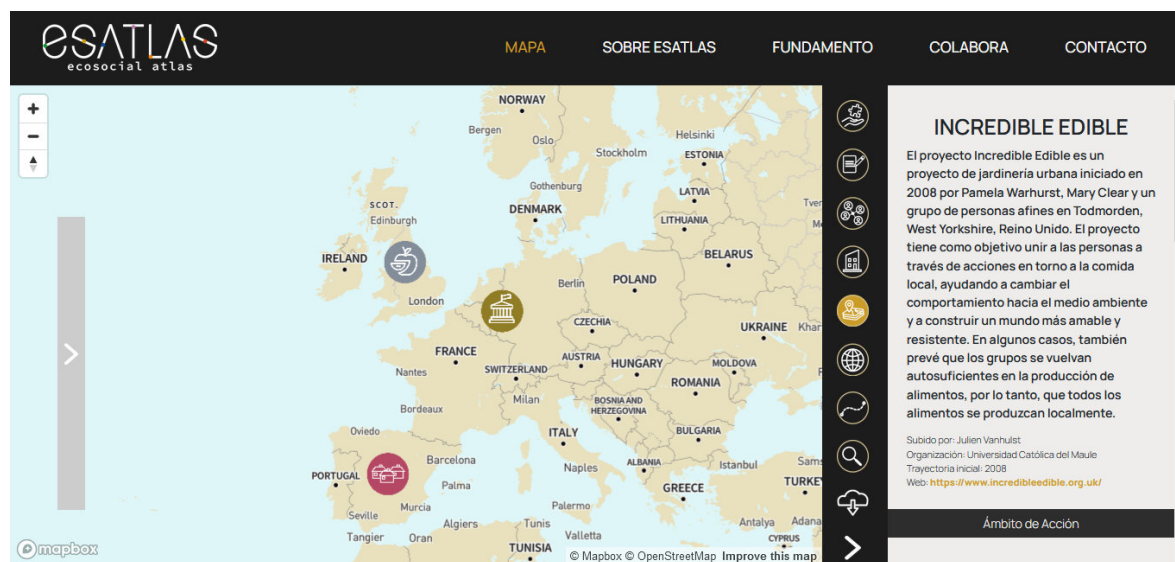 eSATLAS
ecosocial atlas
MAPA
SOBRE ESATLAS
FUNDAMENTO
COLABORA
CONTACTO
NORWAY
Bergen
Oslo
Helsinki
Stockholm
ESTONIA
Gothenburg
LATVIA
Tver
SCOT.
Edinburgh
DENMARK
LITHUANIA
IRELAND
BELARUS
Berlin
POLAND
London
CZECHIA
UKRAINE
Khar
FRANCE
AUSTRIA
HUNGARY
MOLDOVA
Nantes
SWITZERLAND
ROMANIA
Milan
BOSNIA AND
HERZEGOVINA
Bordeaux
ITALY
BULGARIA
Oviedo
Barcelona
Naples
ALBANIA
Istanbul
Sams
PORTUGAL
Palma
GREECE
TURKEY
Murcia
Palermo
Seville
Algiers
Tunis
Antalya
Adana
Tangier
Oran
Valletta
CYPRUS
TUNISIA
mapbox
© Mapbox © OpenStreetMap Improve this map
INCREDIBLE EDIBLE
El proyecto Incredible Edible es un
proyecto de jardinería urbana iniciado en
2008 por Pamela Warhurst, Mary Clear y un
grupo de personas afines en Todmorden,
West Yorkshire, Reino Unido. El proyecto
tiene como objetivo unir a las personas a
través de acciones en torno a la comida
local, ayudando a cambiar el
comportamiento hacia el medio ambiente
y a construir un mundo más amable y
resistente. En algunos casos, también
prevé que los grupos se vuelvan
autosuficientes en la producción de
alimentos, por lo tanto, que todos los
alimentos se produzcan localmente.
Subido por: Julien Vanhulst
Organización: Universidad Católica del Maule
Trayectoria inicial: 2008
Web: https://www.incredibleedible.org.uk/
Ámbito de Acción